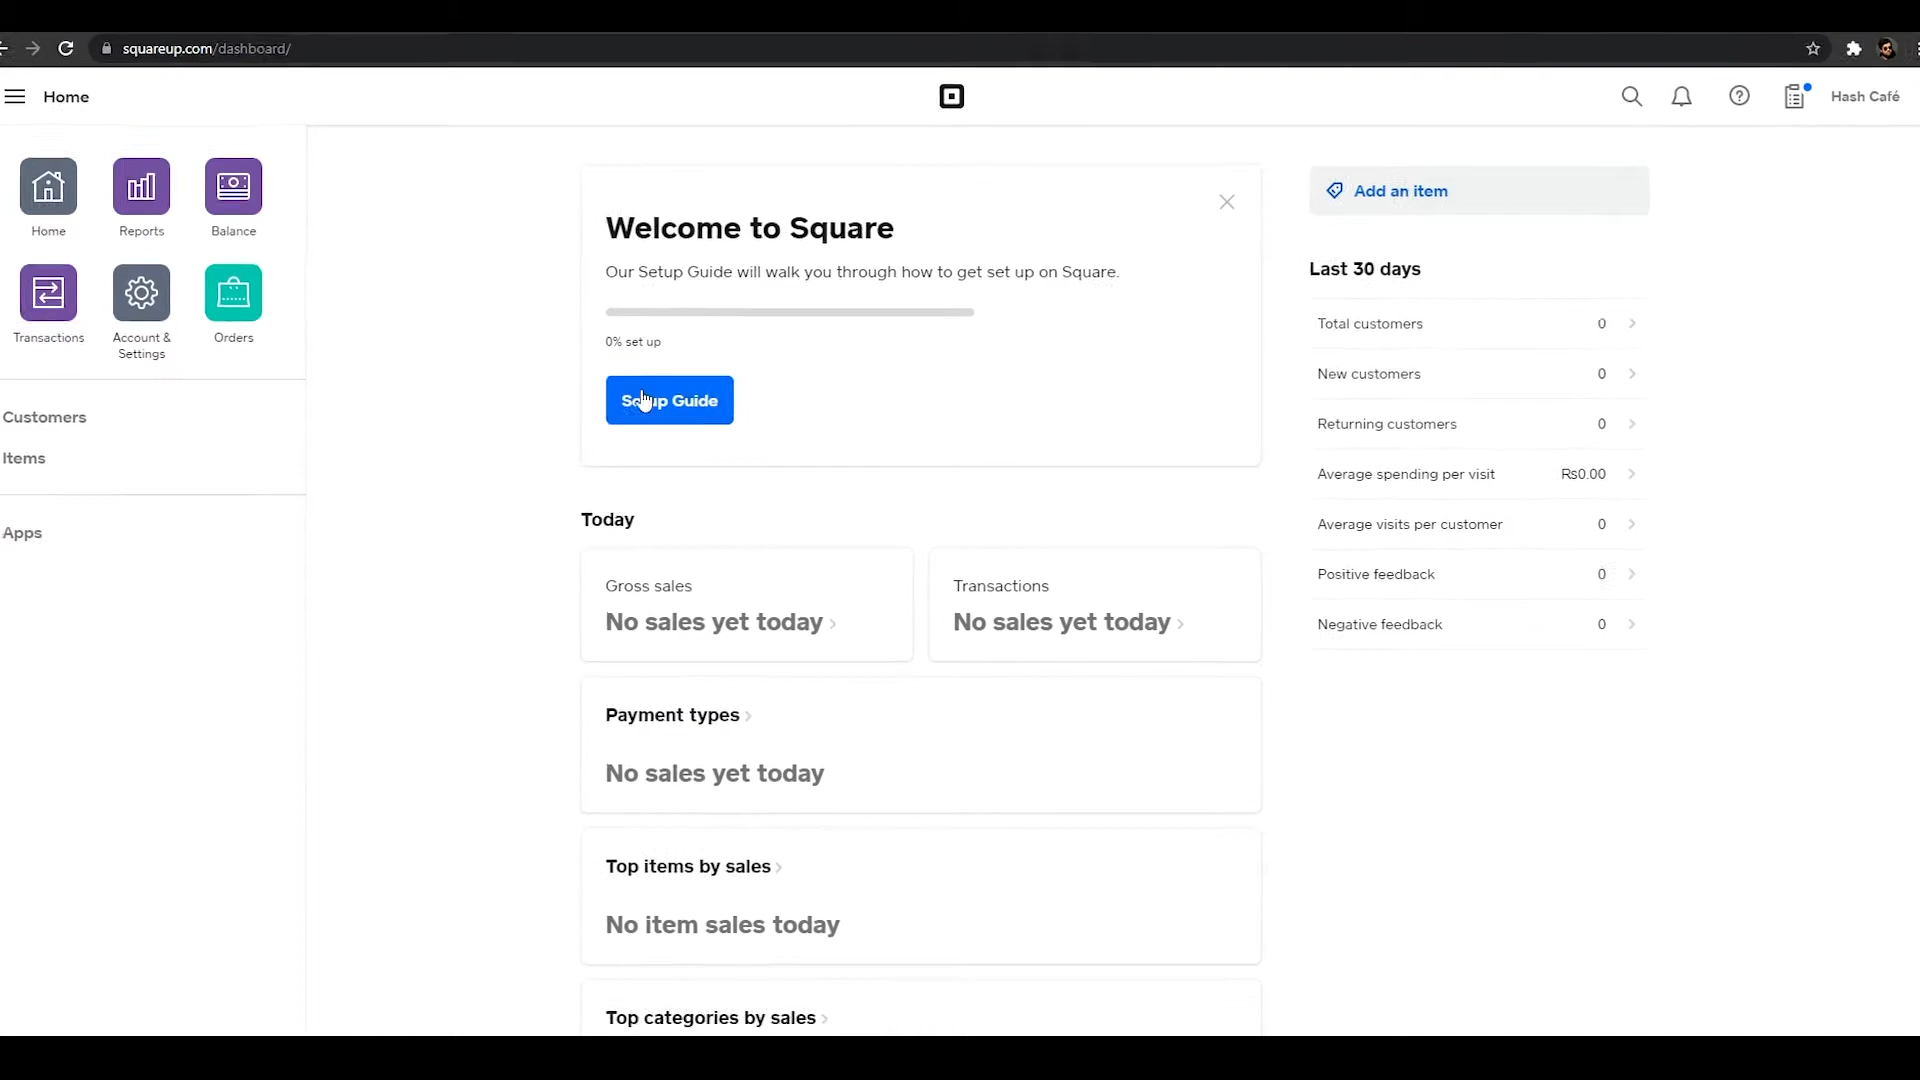 squareup.com/dashboard/
Home
Hash Café
Home
Reports
Balance
Transactions
Account &
Settings
Orders
Customers
Items
Apps
Welcome to Square
Our Setup Guide will walk you through how to get set up on Square.
0% set up
Setup Guide
Today
Gross sales
No sales yet today
Transactions
No sales yet today
Payment types
No sales yet today
Top items by sales
No item sales today
Top categories by sales
Add an item
Last 30 days
Total customers 0
New customers 0
Returning customers 0
Average spending per visit Rs0.00
Average visits per customer 0
Positive feedback 0
Negative feedback 0